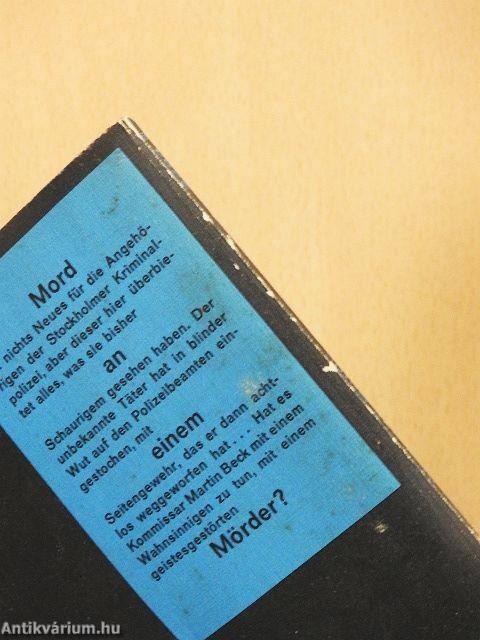 Mord
nichts Neues für die Angehö-
rigen der Stockholmer Kriminal-
polizei, aber dieser hier überbie-
tet alles, was sie bisher
an
Schaurigem gesehen haben. Der
unbekannte Täter hat in blinder
Wut auf den Polizeibeamten ein-
gestochen, mit
einem
Seitengewehr, das er dann acht-
los weggeworfen hat... Hat es
Kommissar Martin Beck mit einem
Wahnsinnigen zu tun, mit einem
geistesgestörten
Mörder?
Antikvárium.hu